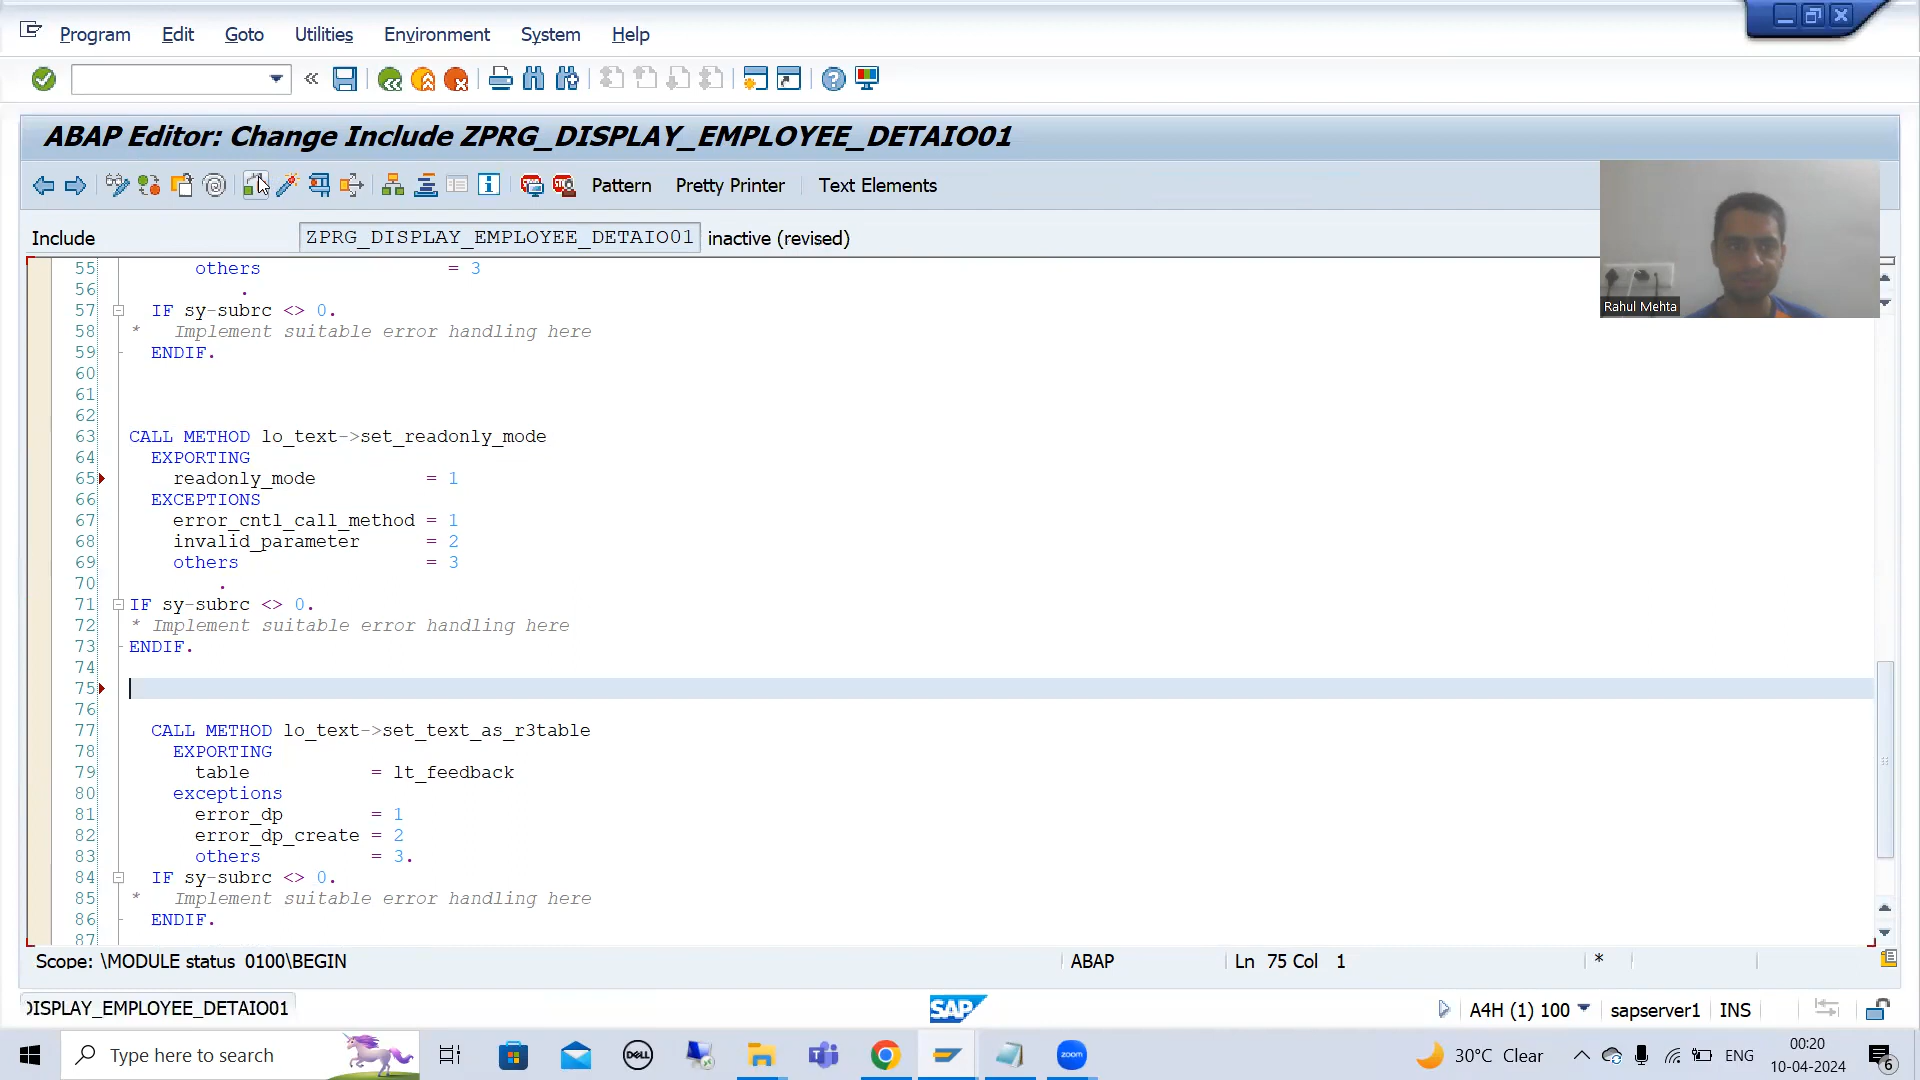 Program Edit Goto Utilities Environment System Help
ABAP Editor: Change Include ZPRG_DISPLAY_EMPLOYEE_DETAIO01
Pattern Pretty Printer Text Elements
Include ZPRG_DISPLAY_EMPLOYEE_DETAIO01 inactive (revised)
Rahul Mehta
55 others = 3
56 .
57 IF sy-subrc <> 0.
58 * Implement suitable error handling here
59 ENDIF.
60
61
62
63 CALL METHOD lo_text->set_readonly_mode
64 EXPORTING
65 readonly_mode = 1
66 EXCEPTIONS
67 error_cntl_call_method = 1
68 invalid_parameter = 2
69 others = 3
70 .
71 IF sy-subrc <> 0.
72 * Implement suitable error handling here
73 ENDIF.
74
75
76
77 CALL METHOD lo_text->set_text_as_r3table
78 EXPORTING
79 table = lt_feedback
80 exceptions
81 error_dp = 1
82 error_dp_create = 2
83 others = 3.
84 IF sy-subrc <> 0.
85 * Implement suitable error handling here
86 ENDIF.
87
Scope: \MODULE status_0100\BEGIN ABAP Ln 75 Col 1 *
DISPLAY_EMPLOYEE_DETAIO01 SAP A4H (1) 100 sapserver1 INS
Type here to search DELL zoom 30°C Clear ENG 00:20
10-04-2024 6